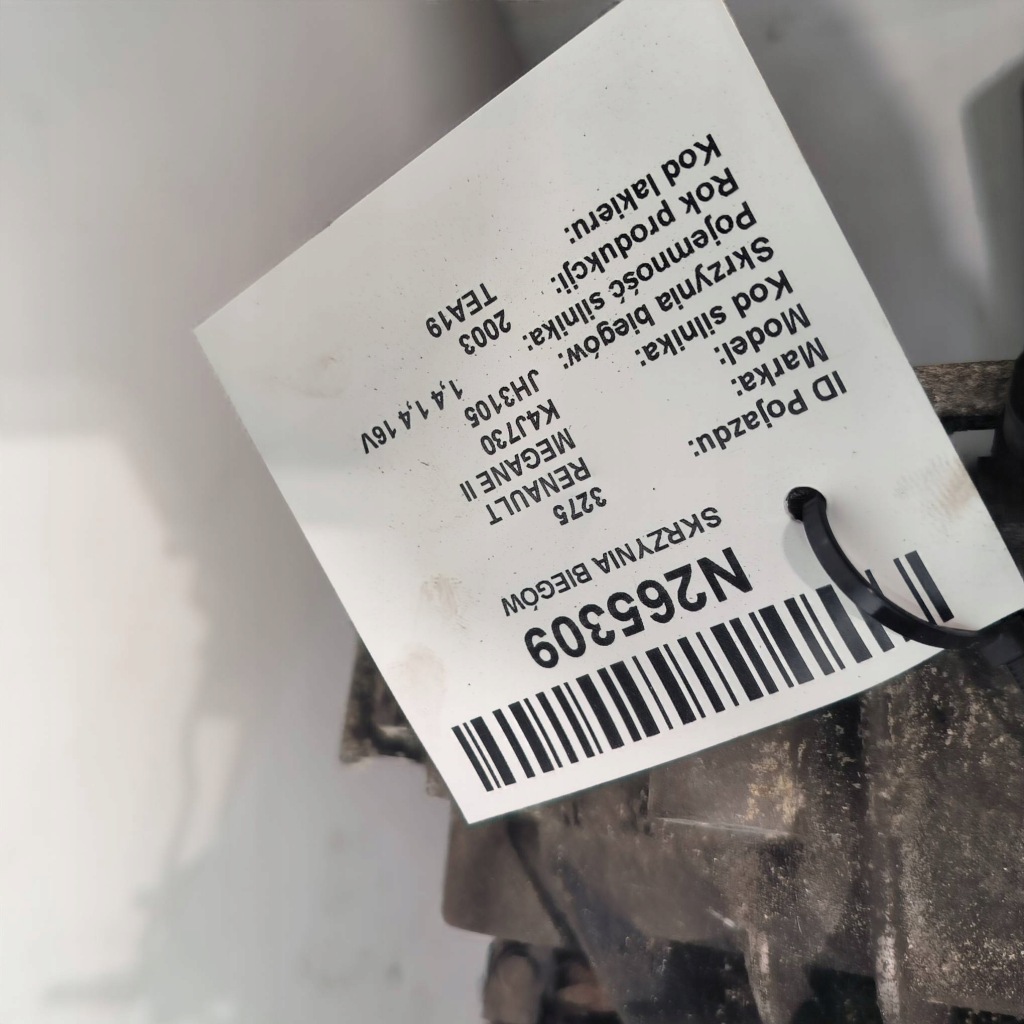 N265309
SKRZYNIA BIEGÓW
ID Pojazdu: 3275
Marka: RENAULT
Model: MEGANE II
Kod silnika: K4J730
Skrzynia biegów: JH3105
Pojemność silnika: 1,4 1,4 16V
Rok produkcji: 2003
Kod lakieru: TEA19